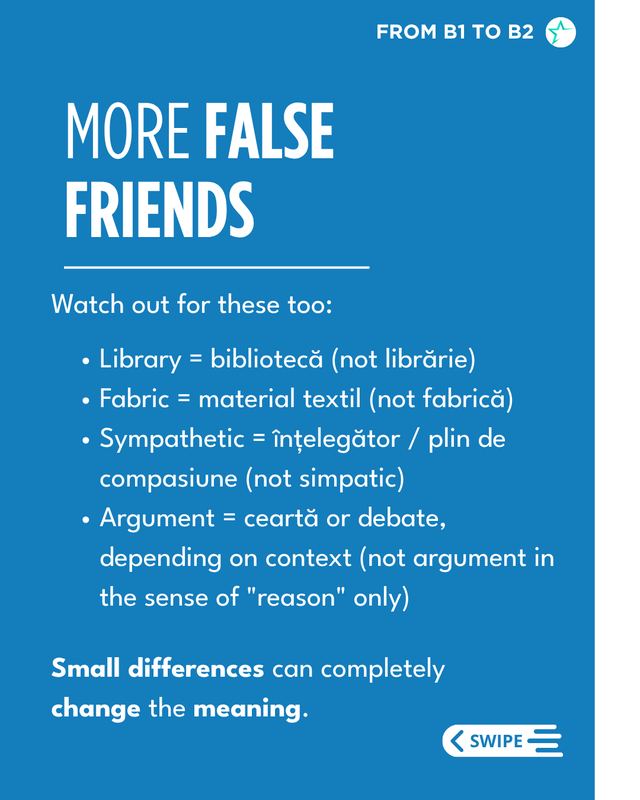 FROM B1 TO B2
MORE FALSE
FRIENDS
Watch out for these too:
• Library = bibliotecă (not librărie)
• Fabric = material textil (not fabrică)
• Sympathetic = înțelegător / plin de
compasiune (not simpatic)
• Argument = ceartă or debate,
depending on context (not argument in
the sense of "reason" only)
Small differences can completely
change the meaning.
SWIPE